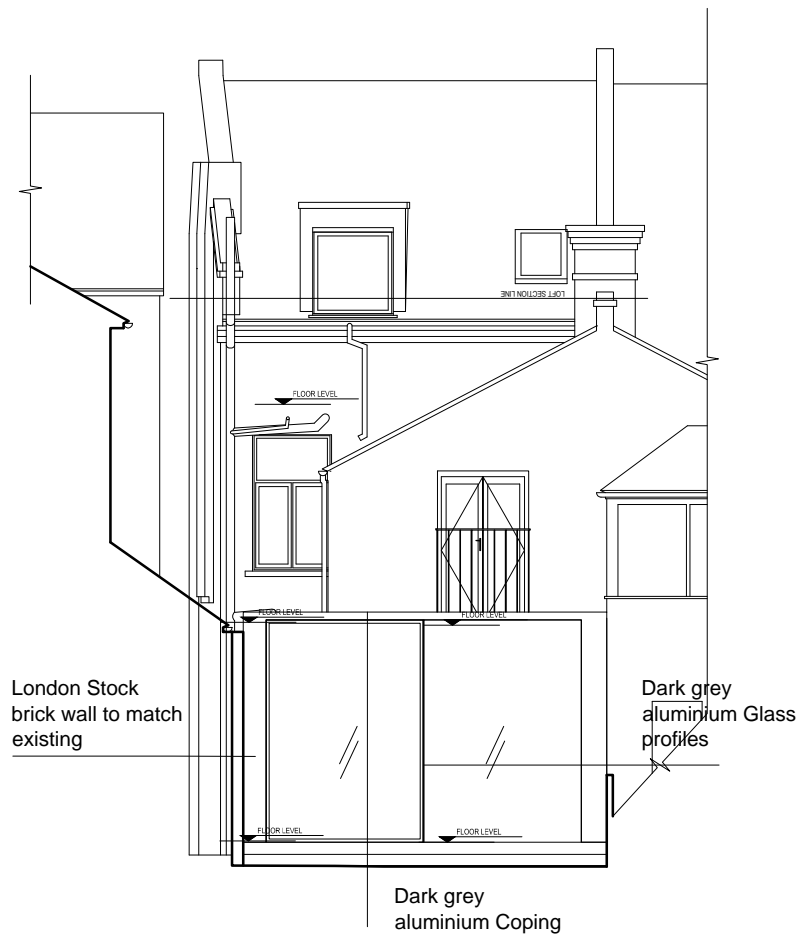 LOFT SECTION LINE
FLOOR LEVEL
FLOOR LEVEL
FLOOR LEVEL
London Stock
brick wall to match
existing
Dark grey
aluminium Glass
profiles
FLOOR LEVEL
FLOOR LEVEL
Dark grey
aluminium Coping